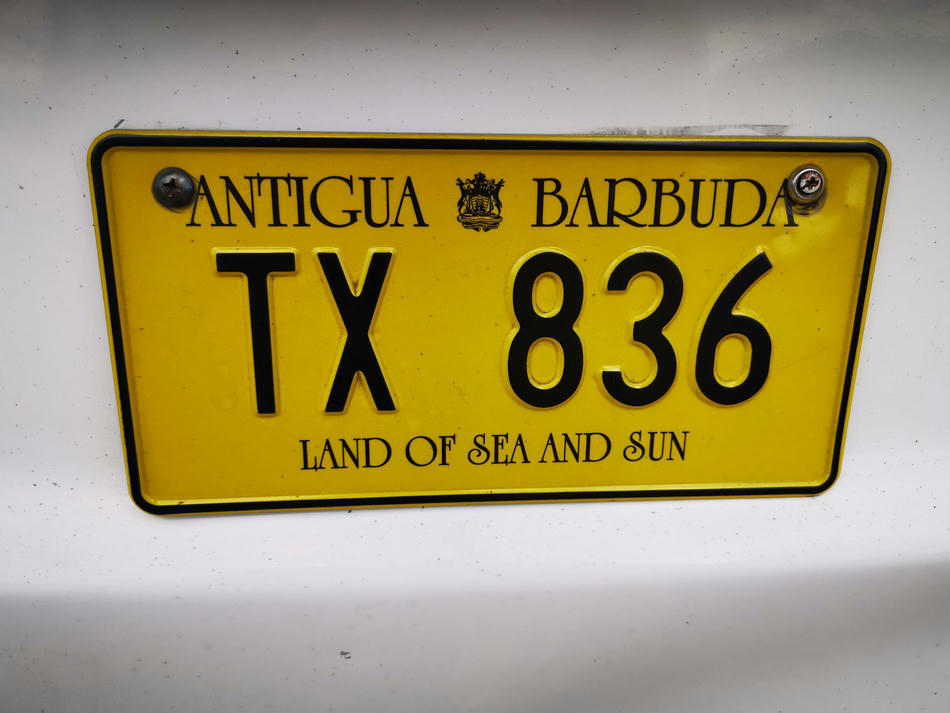 ANTIGUA BARBUDA
TX 836
LAND OF SEA AND SUN